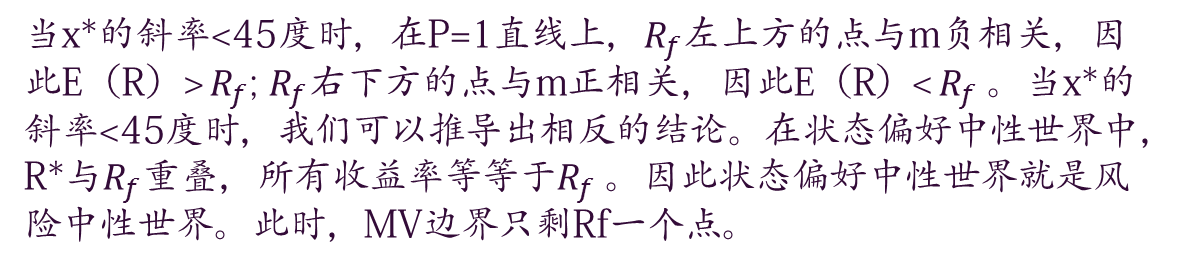 当x*的斜率<45度时，在P=1直线上，Rf左上方的点与m负相关，因
此E（R）>Rf; Rf右下方的点与m正相关，因此E（R）< Rf 。当x*的
斜率<45度时，我们可以推导出相反的结论。在状态偏好中性世界中，
R*与Rf重叠，所有收益率等等于Rf 。因此状态偏好中性世界就是风
险中性世界。此时，MV边界只剩Rf一个点。